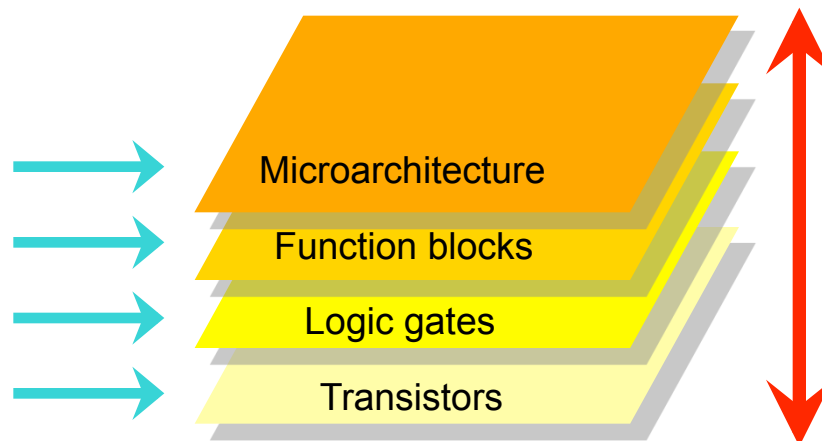 Microarchitecture
Function blocks
Logic gates
Transistors